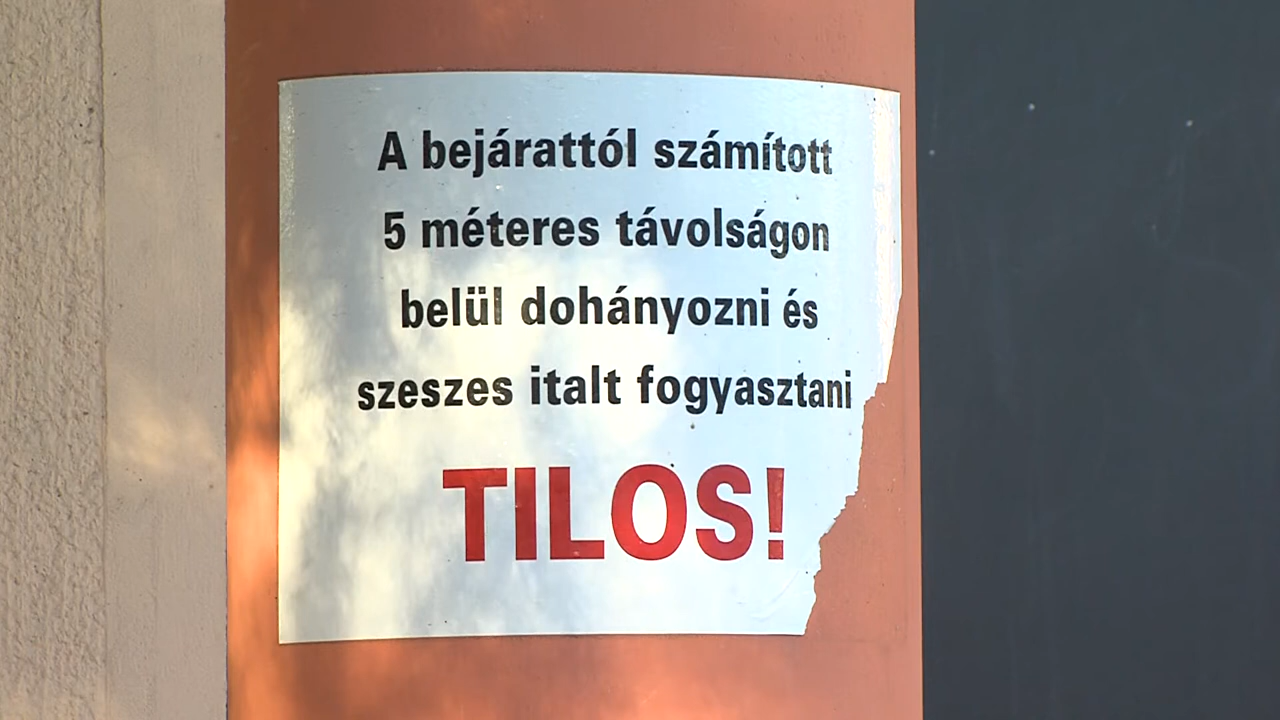 A bejárattól számított
5 méteres távolságon
belül dohányozni és
szeszes italt fogyasztani
TILOS!